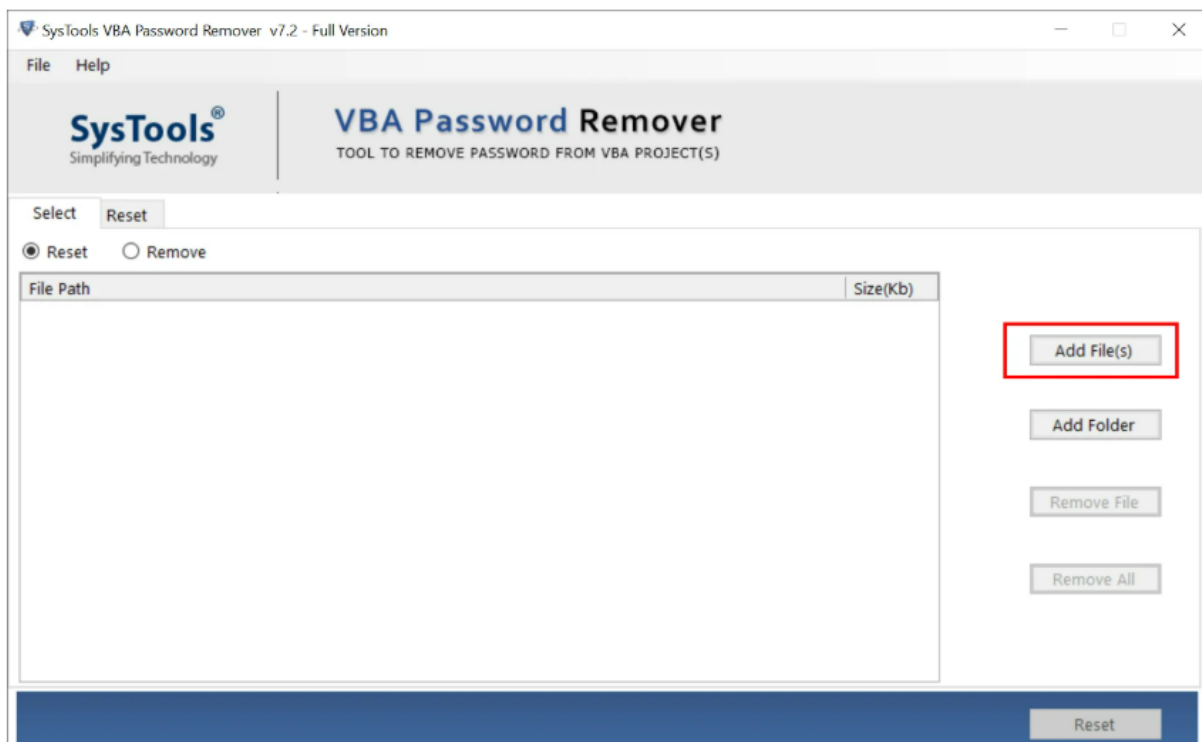 SysTools VBA Password Remover v7.2 - Full Version
File Help
SysTools®
Simplifying Technology
VBA Password Remover
TOOL TO REMOVE PASSWORD FROM VBA PROJECT(S)
Select Reset
Reset Remove
File Path Size(Kb)
Add File(s)
Add Folder
Remove File
Remove All
Reset